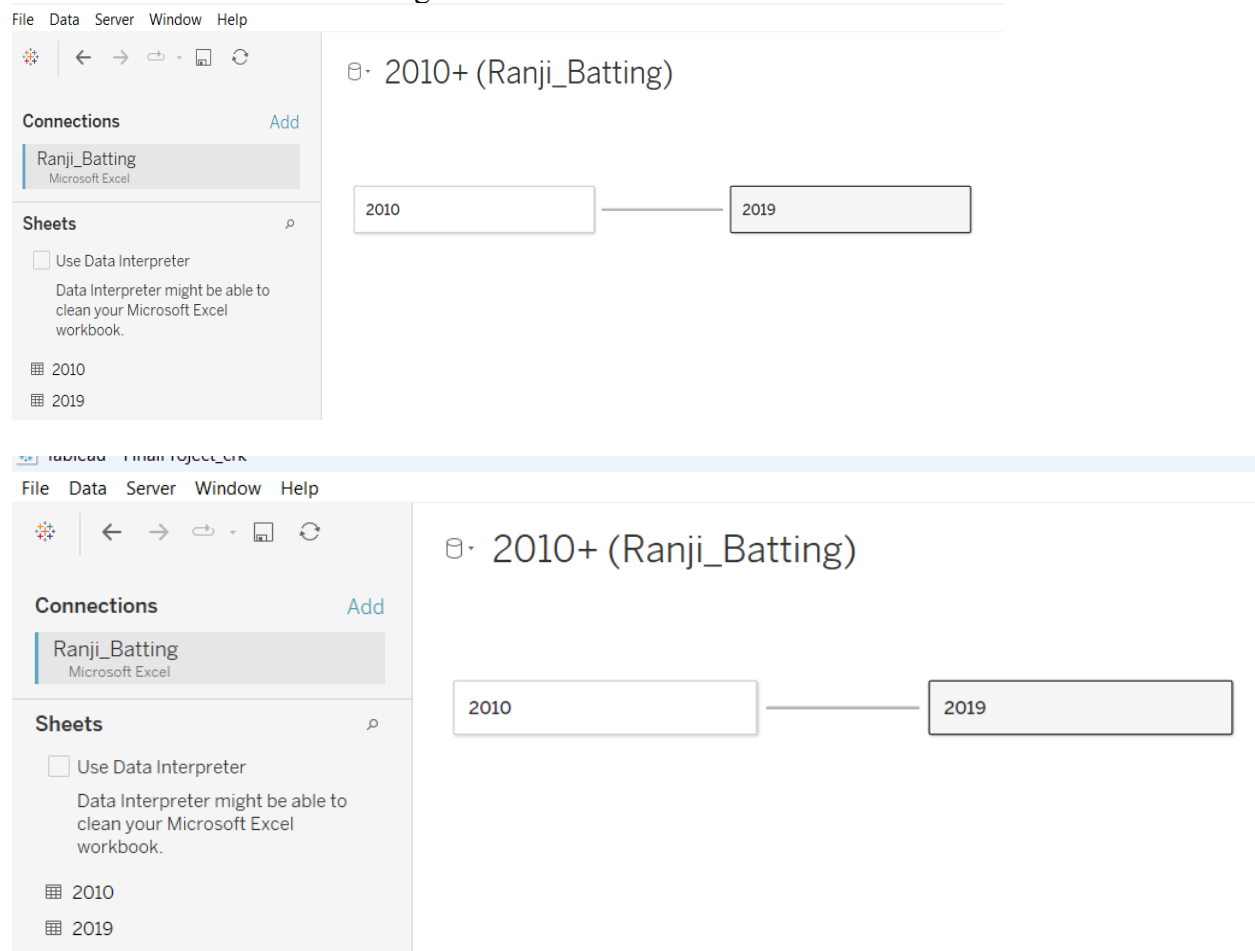 File Data Server Window Help
2010+ (Ranji_Batting)
Connections Add
Ranji_Batting
Microsoft Excel
2010 2019
Sheets
Use Data Interpreter
Data Interpreter might be able to
clean your Microsoft Excel
workbook.
2010
2019
File Data Server Window Help
2010+ (Ranji_Batting)
Connections Add
Ranji_Batting
Microsoft Excel
2010 2019
Sheets
Use Data Interpreter
Data Interpreter might be able to
clean your Microsoft Excel
workbook.
2010
2019